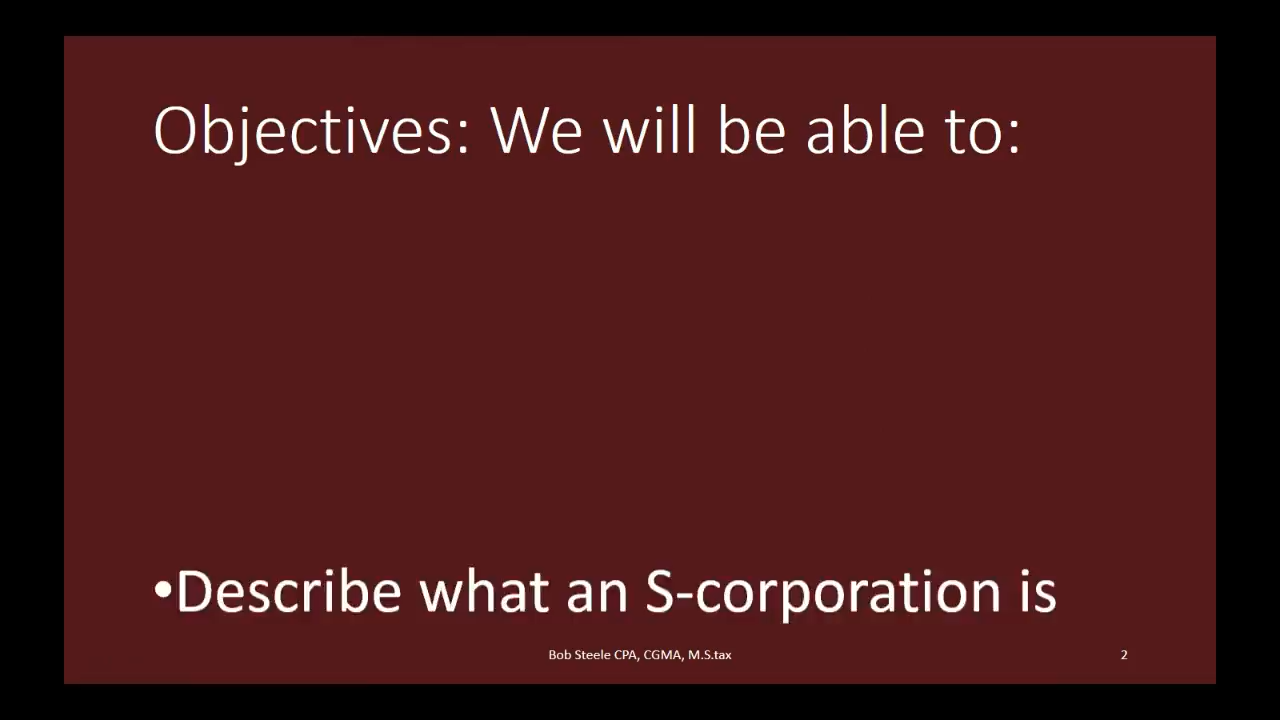 Objectives: We will be able to:
•Describe what an S-corporation is
Bob Steele CPA, CGMA, M.S.tax
2